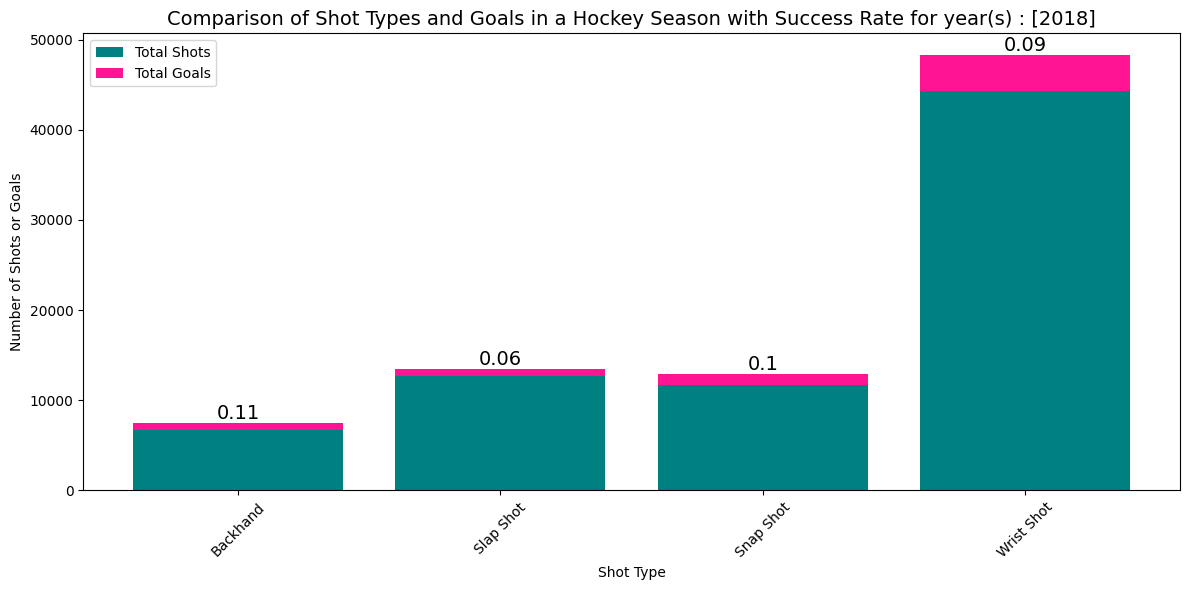 Comparison of Shot Types and Goals in a Hockey Season with Success Rate for year(s) : [2018]
Total Shots
Total Goals
Number of Shots or Goals
50000
40000
30000
20000
10000
0
0.11
0.06
0.1
0.09
Backhand
Slap Shot
Snap Shot
Wrist Shot
Shot Type